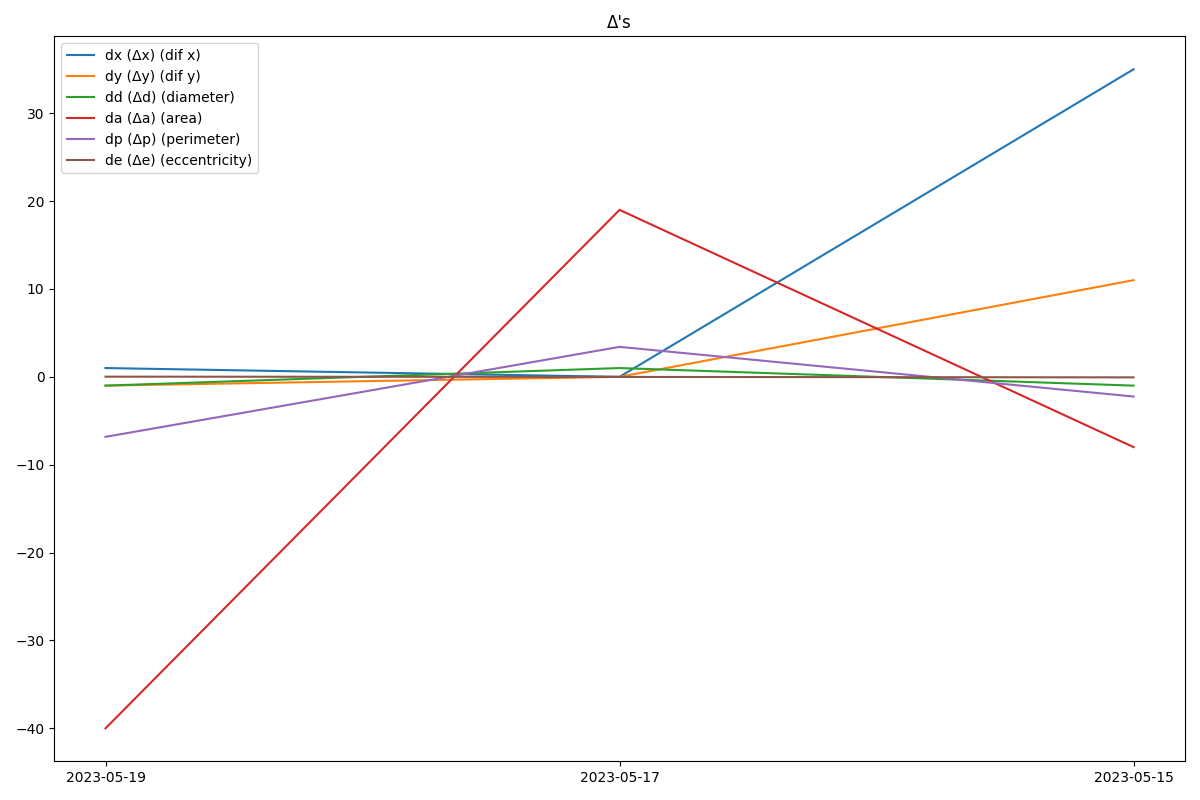 Δ's
dx (Δx) (dif x)
dy (Δy) (dif y)
dd (Δd) (diameter)
da (Δa) (area)
dp (Δp) (perimeter)
de (Δe) (eccentricity)
30
20
10
0
−10
−20
−30
−40
2023-05-19 2023-05-17 2023-05-15